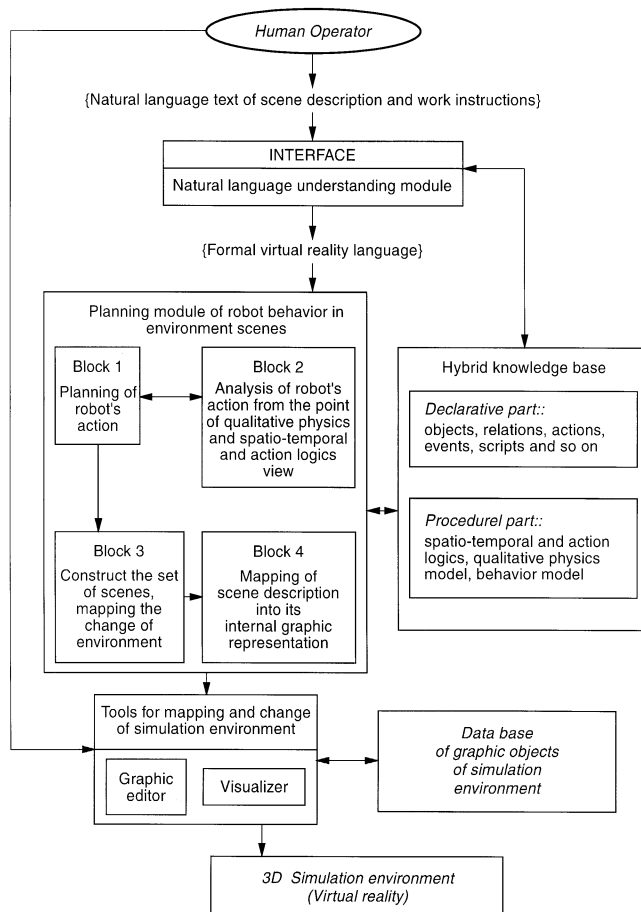 Human Operator
{Natural language text of scene description and work instructions}
INTERFACE
Natural language understanding module
{Formal virtual reality language}
Planning module of robot behavior in
environment scenes
Block 1
Planning of
robot's
action
Block 2
Analysis of robot's
action from the point
of qualitative physics
and spatio-temporal
and action logics
view
Block 3
Construct the set
of scenes,
mapping the
change of
environment
Block 4
Mapping of
scene description
into its
internal graphic
representation
Hybrid knowledge base
Declarative part::
objects, relations, actions,
events, scripts and so on
Procedurel part::
spatio-temporal and action
logics, qualitative physics
model, behavior model
Tools for mapping and change
of simulation environment
Graphic
editor
Visualizer
Data base
of graphic objects
of simulation
environment
3D Simulation environment
(Virtual reality)